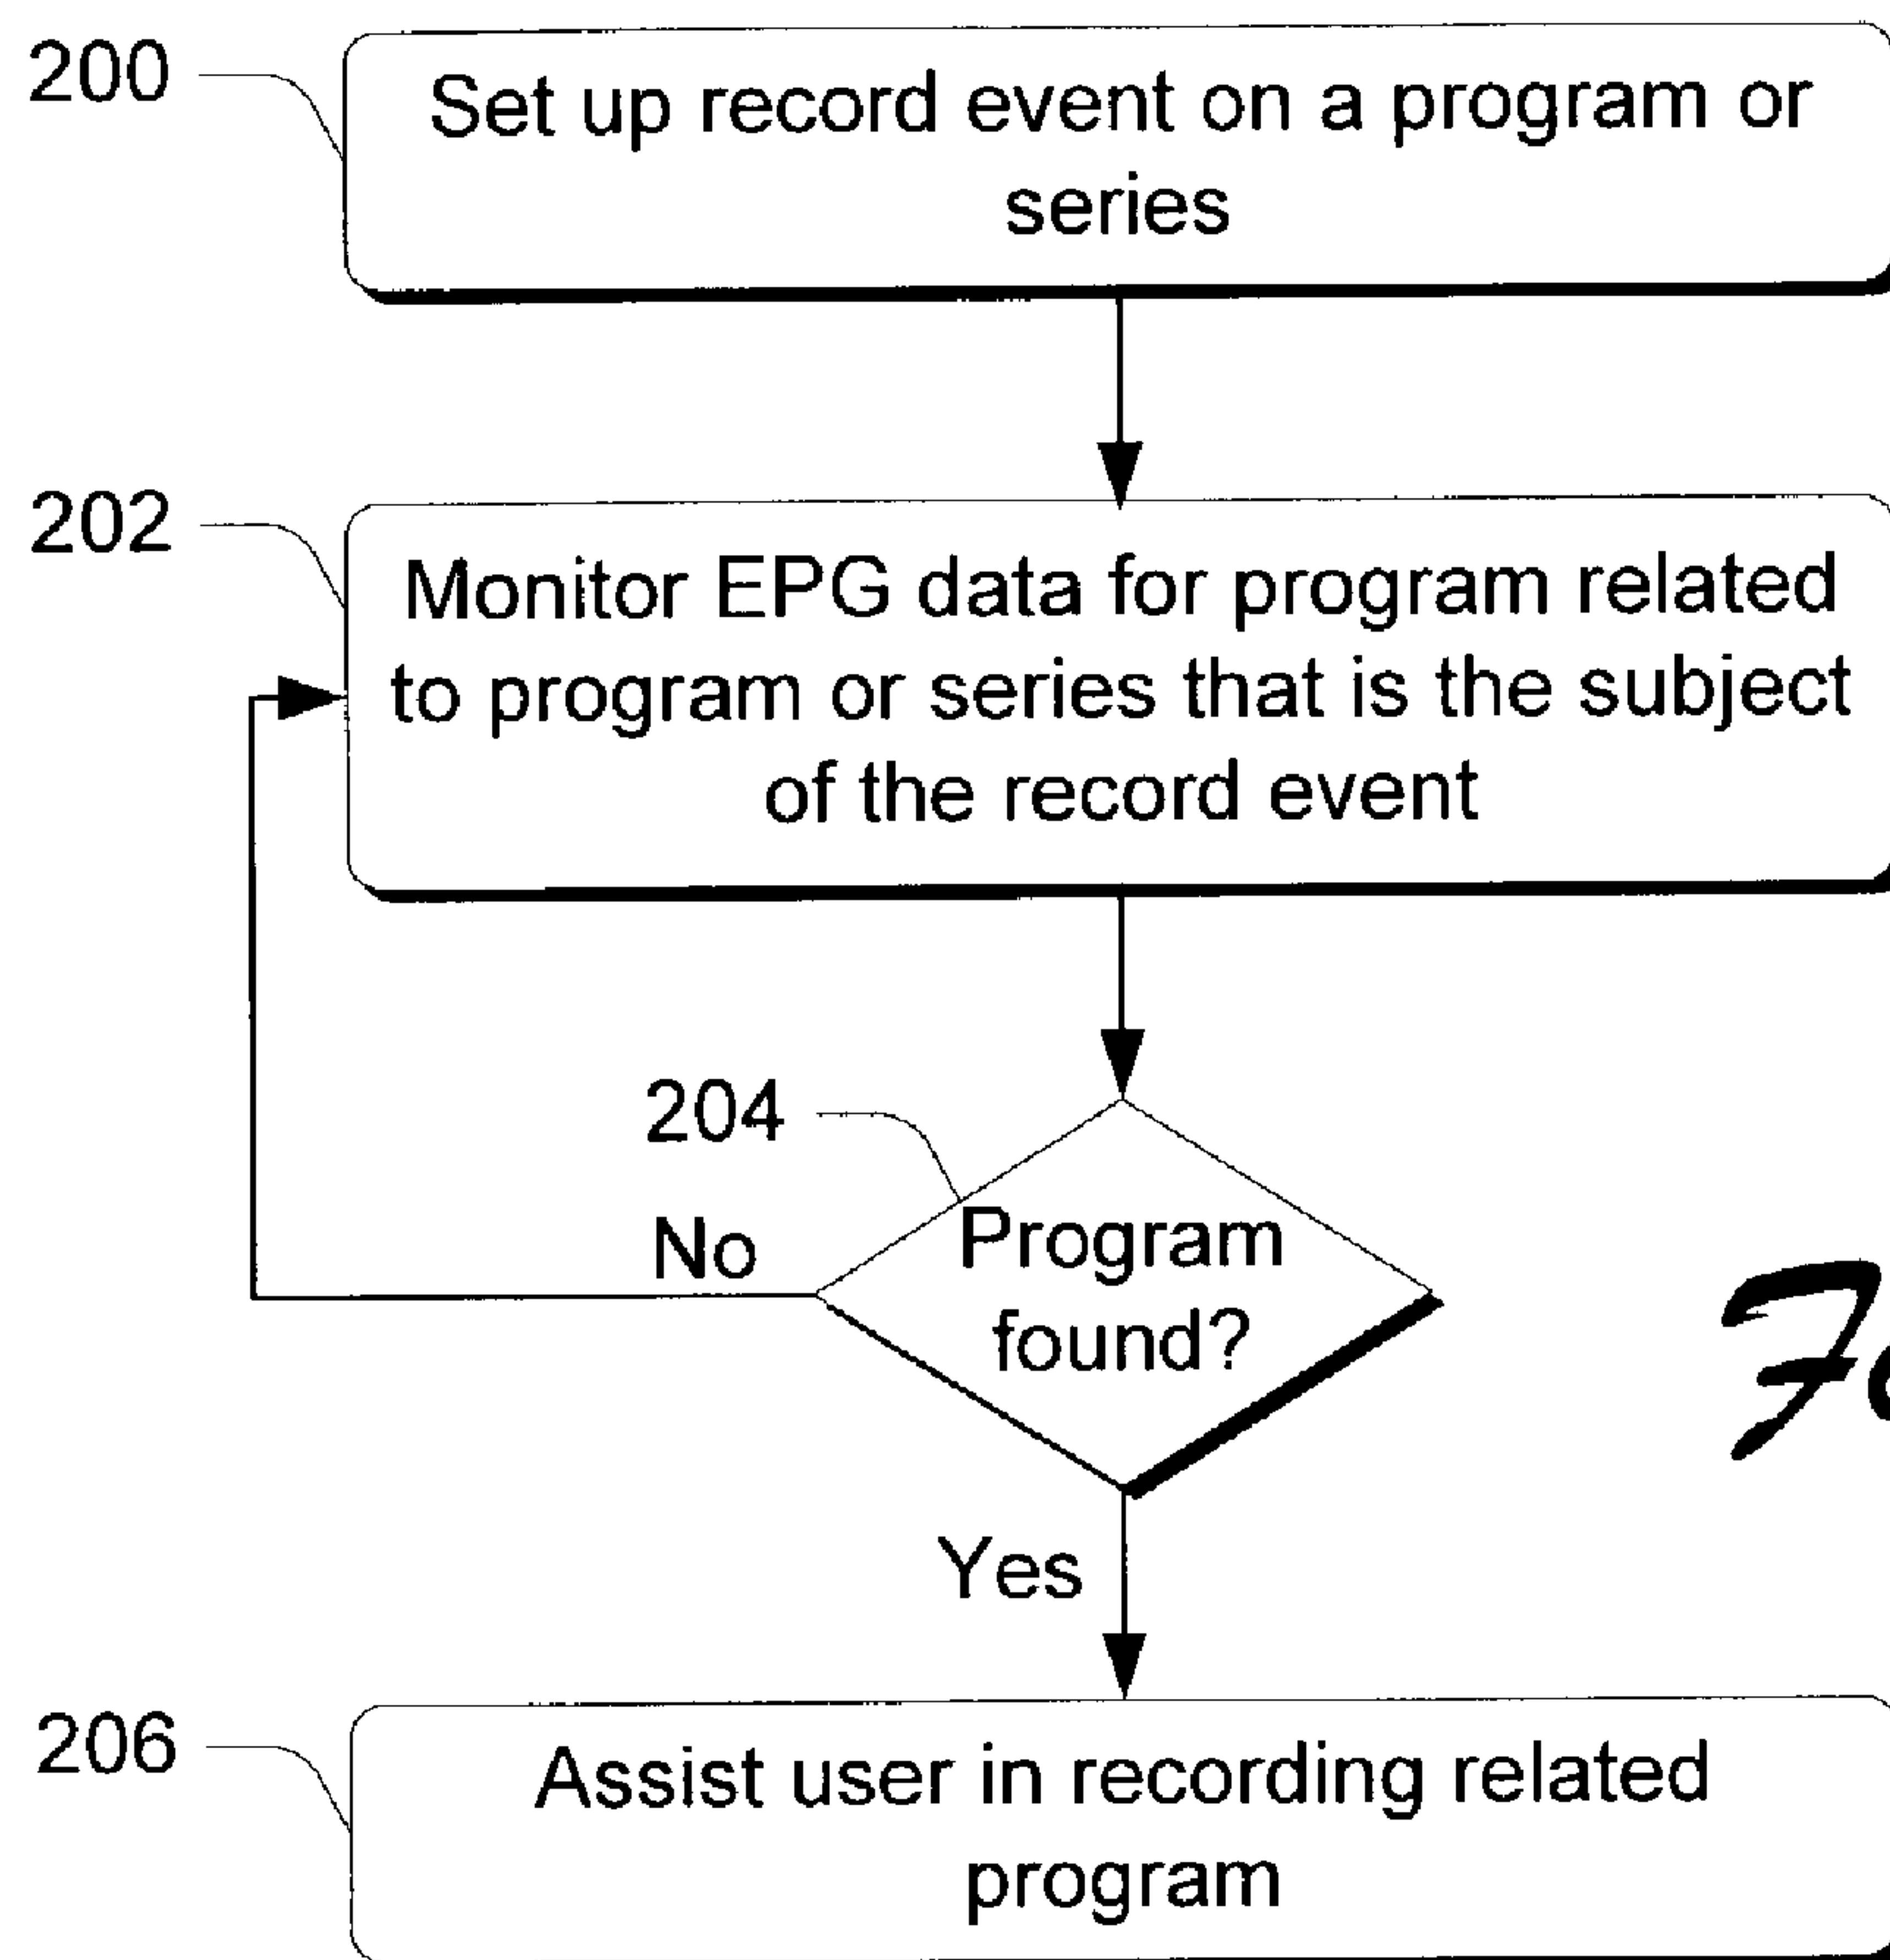 200
Set up record event on a program or
series
202
Monitor EPG data for program related
to program or series that is the subject
of the record event
204
No
Program
found?
Yes
206
Assist user in recording related
program